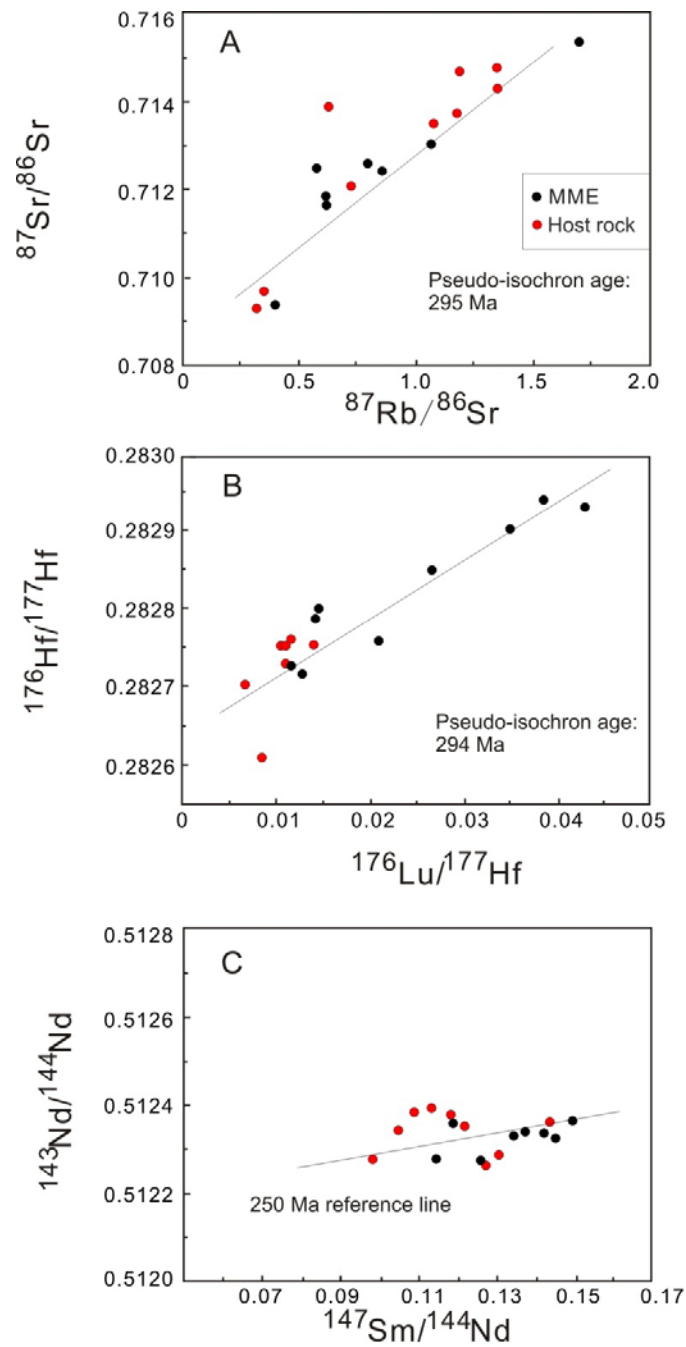 A
0.716
0.714
0.712
0.710
0.708
87Sr/86Sr
MME
Host rock
Pseudo-isochron age:
295 Ma
0 0.5 1.0 1.5 2.0
87Rb/86Sr
B
0.2830
0.2829
0.2828
0.2827
0.2826
176Hf/177Hf
Pseudo-isochron age:
294 Ma
0 0.01 0.02 0.03 0.04 0.05
176Lu/177Hf
C
0.5128
0.5126
0.5124
0.5122
0.5120
143Nd/144Nd
250 Ma reference line
0.07 0.09 0.11 0.13 0.15 0.17
147Sm/144Nd